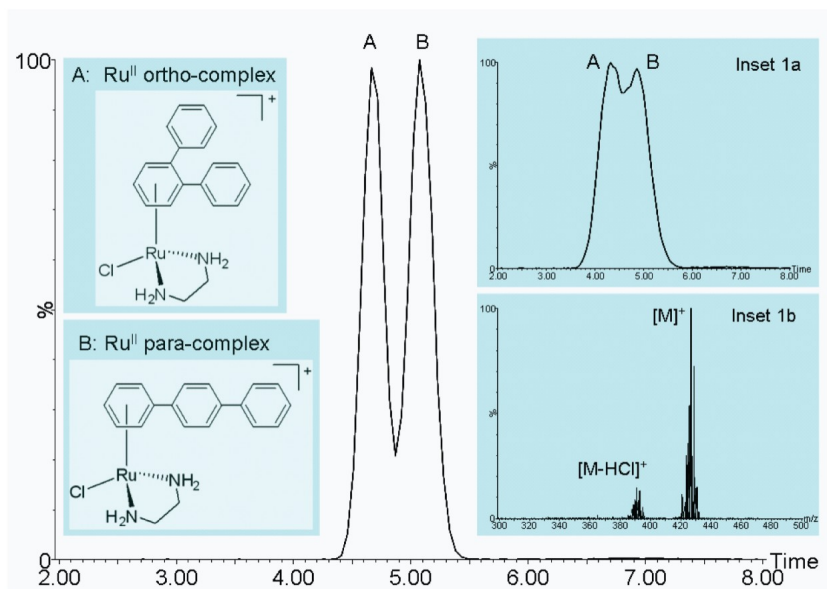 A: Ru^II ortho-complex
+
Ru
Cl
NH2
H2N
B: Ru^II para-complex
+
Ru
Cl
NH2
H2N
A B
100
%
0
2.00 3.00 4.00 5.00 6.00 7.00 8.00
Time
Inset 1a
A B
100
%
0
2.00 3.00 4.00 5.00 6.00 7.00 8.00
Time
Inset 1b
[M]+
[M-HCl]+
100
%
0
300 320 340 360 380 400 420 440 460 480 500
m/z